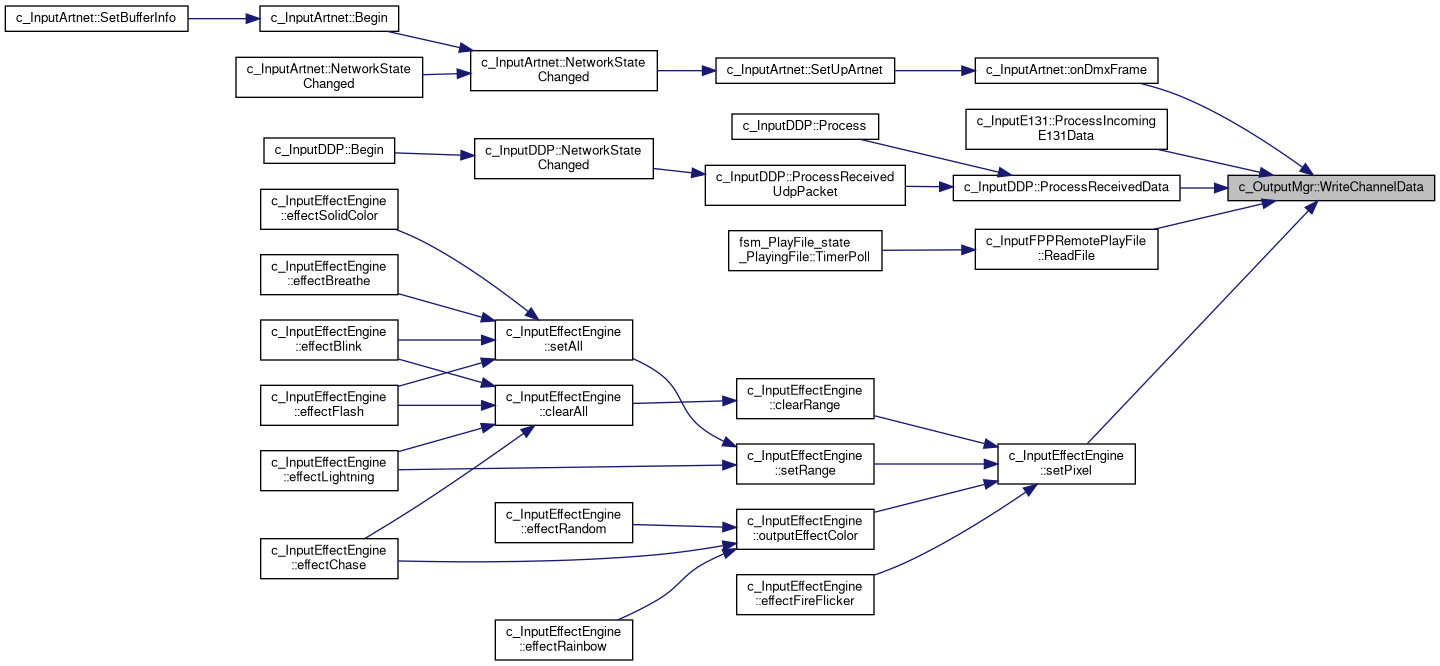 c_InputArtnet::SetBufferInfo
c_InputArtnet::Begin
c_InputArtnet::NetworkState
Changed
c_InputArtnet::NetworkState
Changed
c_InputArtnet::SetUpArtnet
c_InputArtnet::onDmxFrame
c_InputE131::ProcessIncoming
E131Data
c_InputDDP::Process
c_InputDDP::Begin
c_InputDDP::NetworkState
Changed
c_InputDDP::ProcessReceived
UdpPacket
c_InputDDP::ProcessReceivedData
c_OutputMgr::WriteChannelData
fsm_PlayFile_state
_PlayingFile::TimerPoll
c_InputFPPRemotePlayFile
::ReadFile
c_InputEffectEngine
::effectSolidColor
c_InputEffectEngine
::effectBreathe
c_InputEffectEngine
::effectBlink
c_InputEffectEngine
::setAll
c_InputEffectEngine
::effectFlash
c_InputEffectEngine
::clearAll
c_InputEffectEngine
::clearRange
c_InputEffectEngine
::effectLightning
c_InputEffectEngine
::setRange
c_InputEffectEngine
::setPixel
c_InputEffectEngine
::effectRandom
c_InputEffectEngine
::outputEffectColor
c_InputEffectEngine
::effectChase
c_InputEffectEngine
::effectFireFlicker
c_InputEffectEngine
::effectRainbow